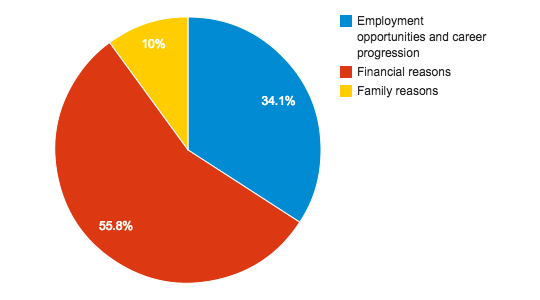 Employment
opportunities and career
progression
Financial reasons
Family reasons
10%
34.1%
55.8%